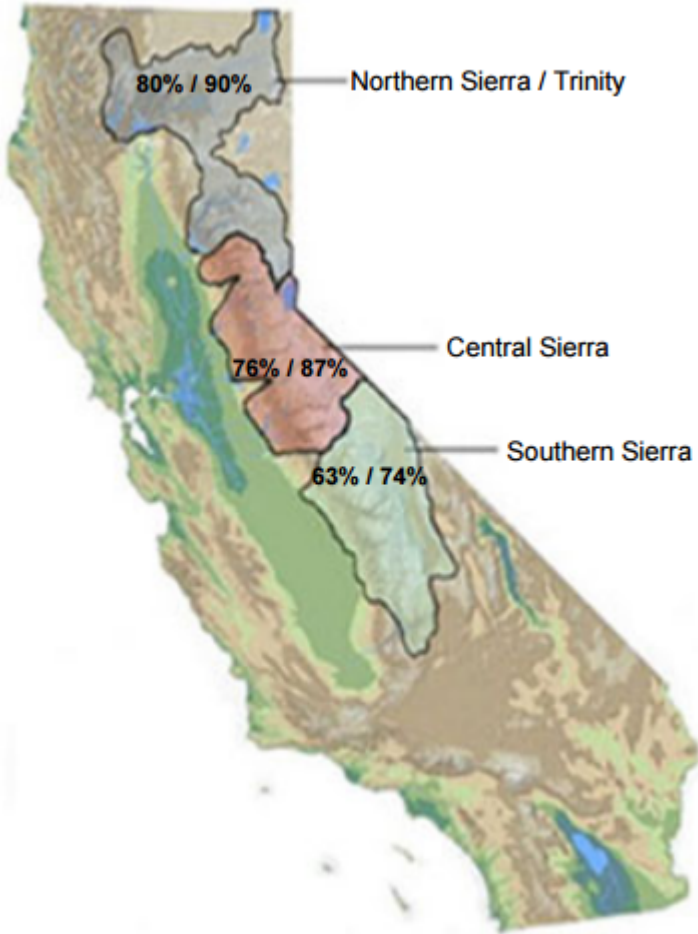 80% / 90%
Northern Sierra / Trinity
76% / 87%
Central Sierra
63% / 74%
Southern Sierra